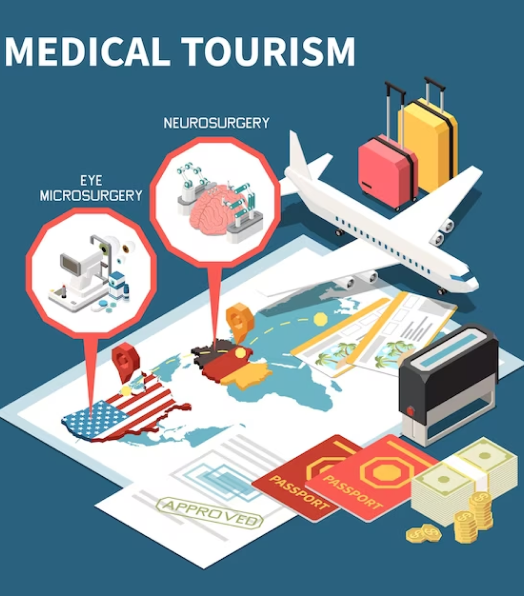 MEDICAL TOURISM
NEUROSURGERY
EYE
MICROSURGERY
APPROVED
PASSPORT
PASSPORT